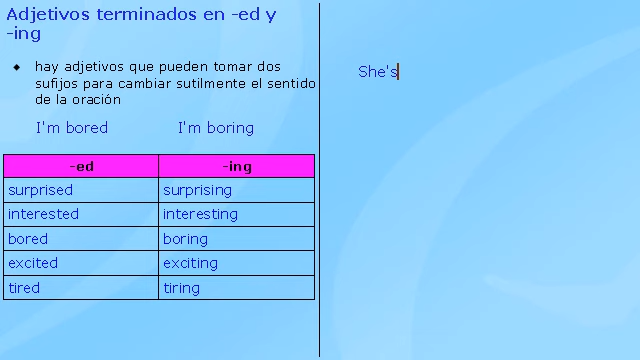 Adjetivos terminados en -ed y
-ing
hay adjetivos que pueden tomar dos
sufijos para cambiar sutilmente el sentido
de la oración
I'm bored I'm boring
-ed -ing
surprised surprising
interested interesting
bored boring
excited exciting
tired tiring
She's